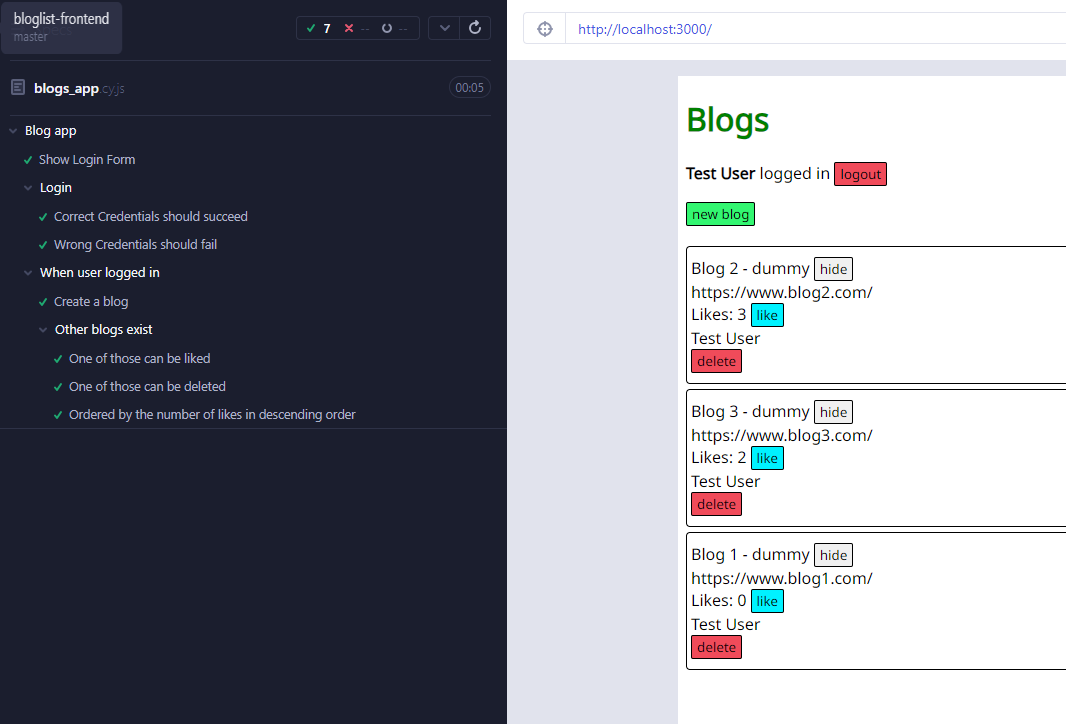 bloglist-frontend
master
7 -- --
blogs_app.cy.js
00:05
Blog app
Show Login Form
Login
Correct Credentials should succeed
Wrong Credentials should fail
When user logged in
Create a blog
Other blogs exist
One of those can be liked
One of those can be deleted
Ordered by the number of likes in descending order
http://localhost:3000/
Blogs
Test User logged in logout
new blog
Blog 2 - dummy hide
https://www.blog2.com/
Likes: 3 like
Test User
delete
Blog 3 - dummy hide
https://www.blog3.com/
Likes: 2 like
Test User
delete
Blog 1 - dummy hide
https://www.blog1.com/
Likes: 0 like
Test User
delete